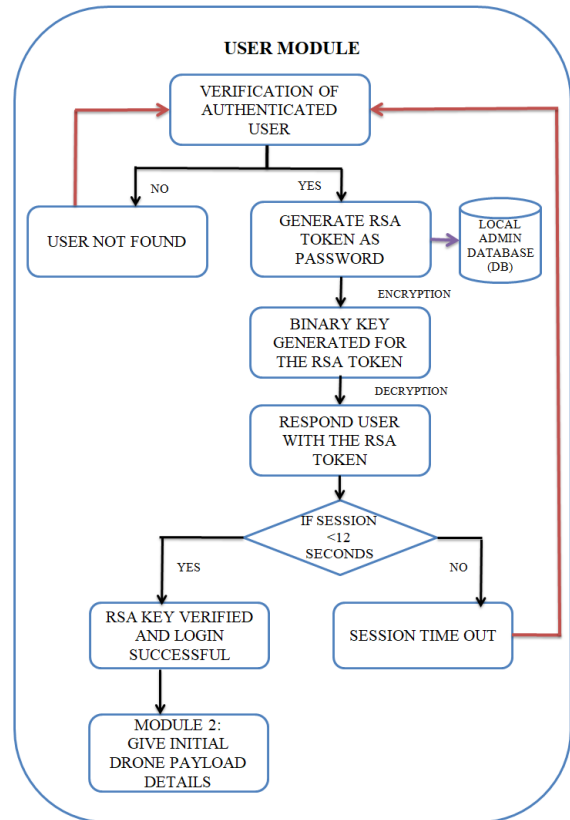 USER MODULE
VERIFICATION OF
AUTHENTICATED
USER
NO
YES
USER NOT FOUND
GENERATE RSA
TOKEN AS
PASSWORD
LOCAL
ADMIN
DATABASE
(DB)
ENCRYPTION
BINARY KEY
GENERATED FOR
THE RSA TOKEN
DECRYPTION
RESPOND USER
WITH THE RSA
TOKEN
IF SESSION
<12
SECONDS
YES
NO
RSA KEY VERIFIED
AND LOGIN
SUCCESSFUL
SESSION TIME OUT
MODULE 2:
GIVE INITIAL
DRONE PAYLOAD
DETAILS